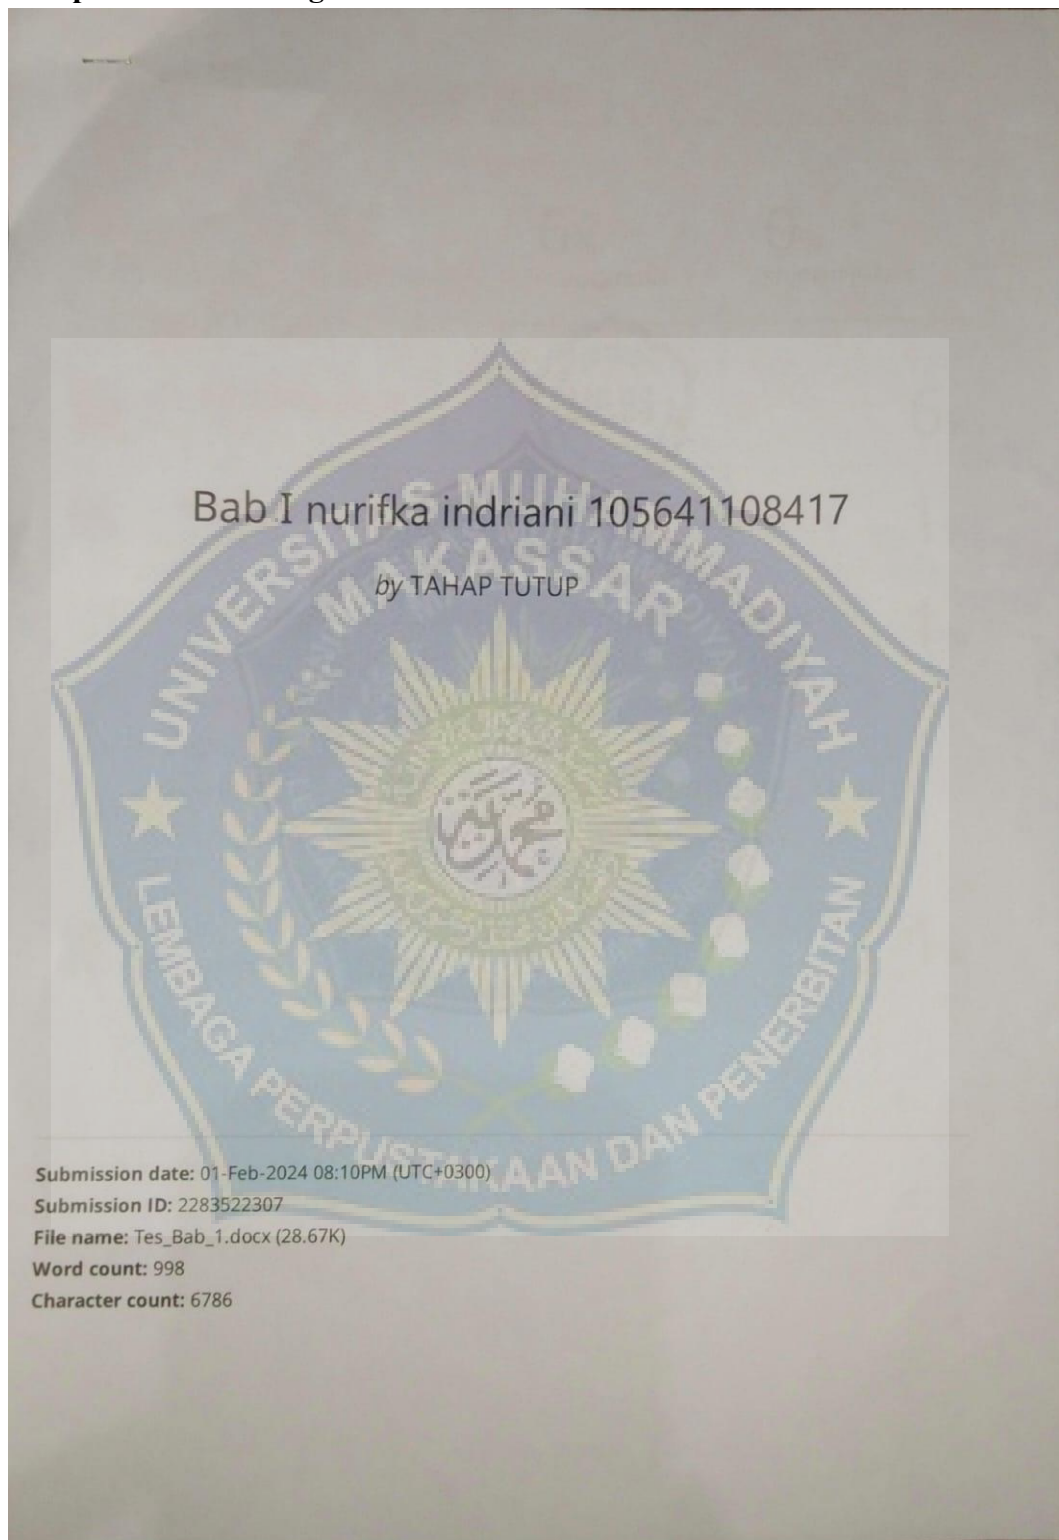 Bab I nurifka indriani 105641108417
by TAHAP TUTUP
UNIVERSITAS MUHAMMADIYAH
MAKASSAR
LEMBAGA PERPUSTAKAAN DAN PENERBITAN
Submission date: 01-Feb-2024 08:10PM (UTC+0300)
Submission ID: 2283522307
File name: Tes_Bab_1.docx (28.67K)
Word count: 998
Character count: 6786